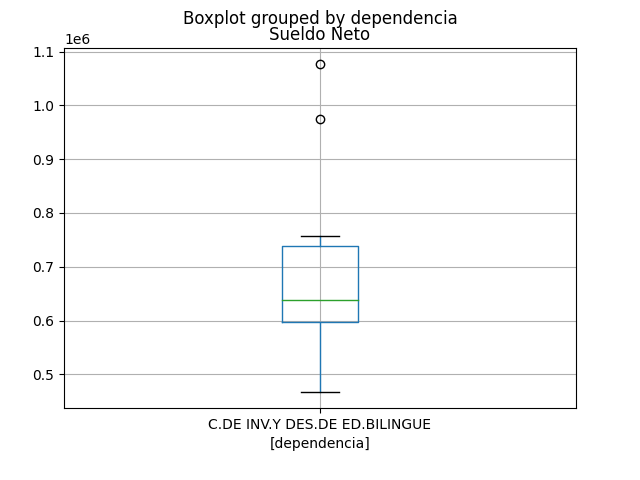 Boxplot grouped by dependencia
Sueldo Neto
1e6
1.1
1.0
0.9
0.8
0.7
0.6
0.5
C.DE INV.Y DES.DE ED.BILINGUE
[dependencia]